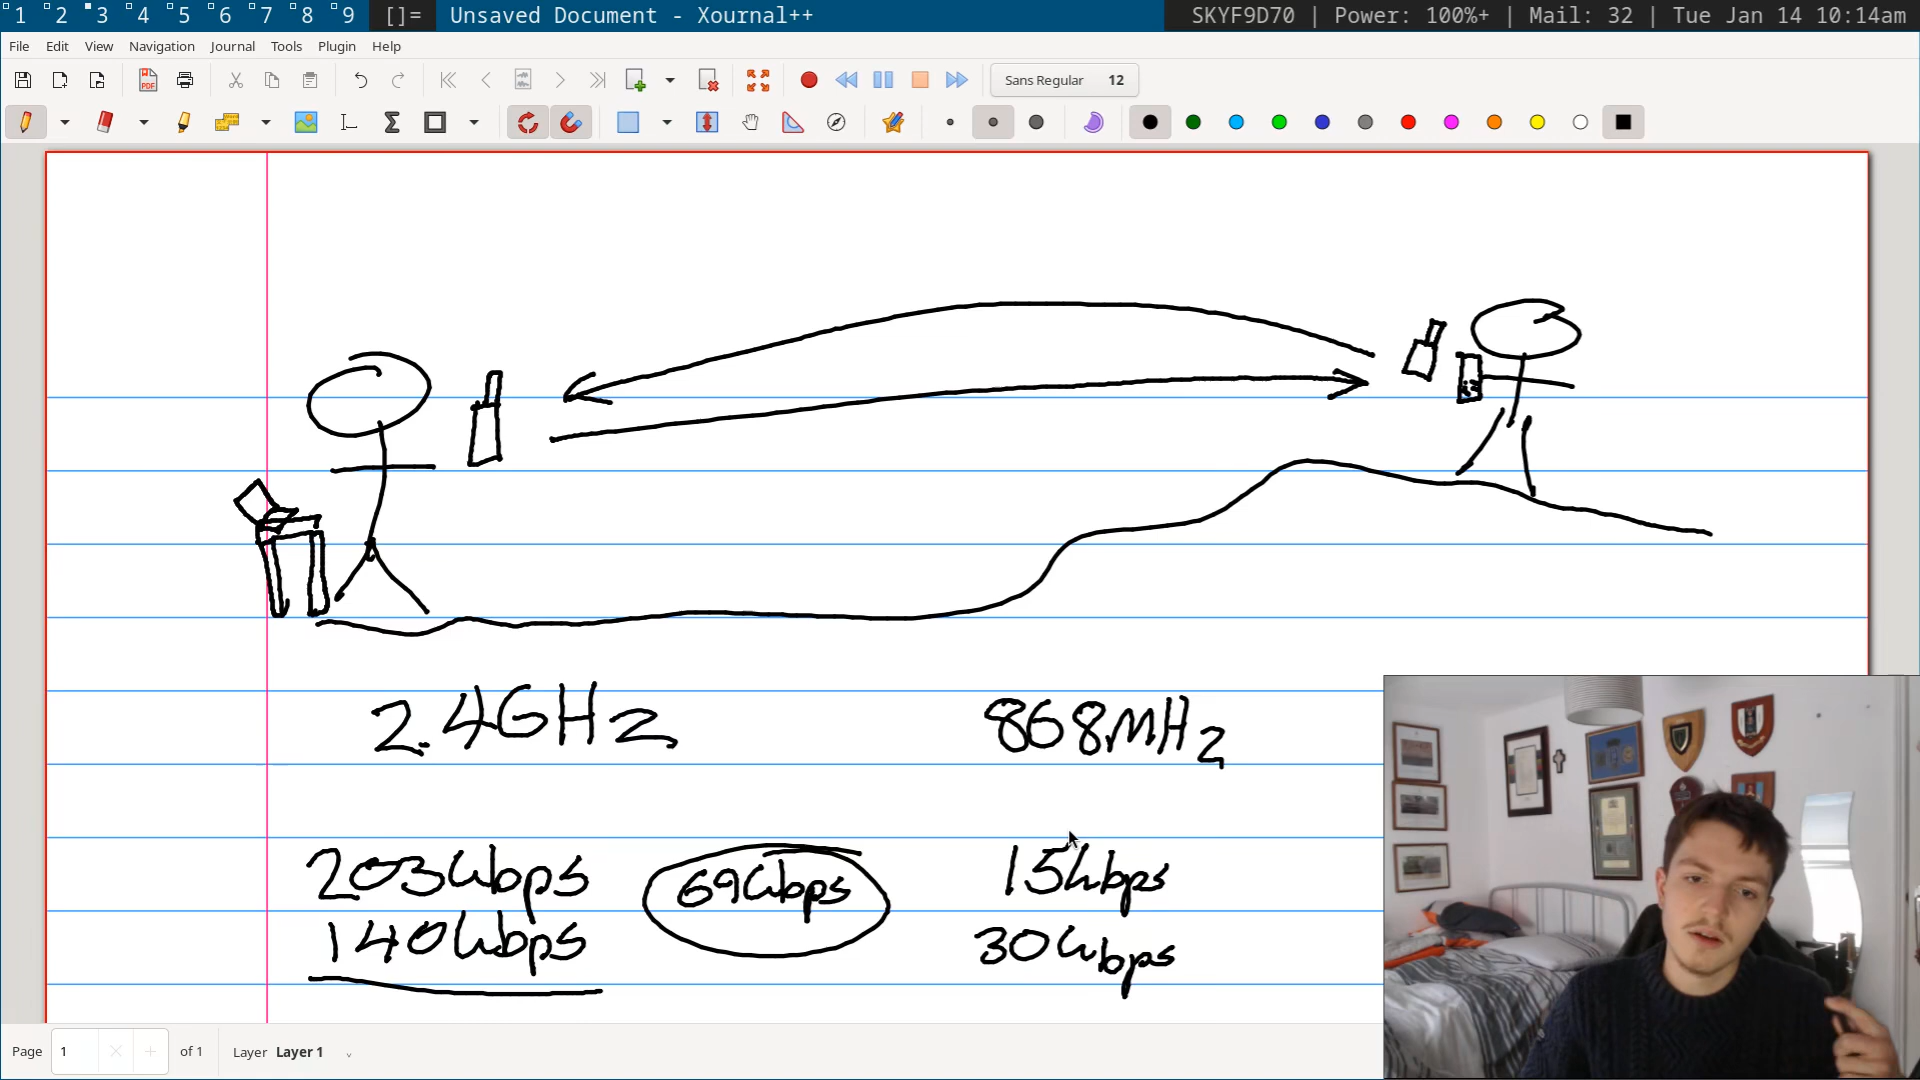 1 2 3 4 5 6 7 8 9 []= Unsaved Document - Xournal++ SKYF9D70 | Power: 100%+ | Mail: 32 | Tue Jan 14 10:14am
File Edit View Navigation Journal Tools Plugin Help
Sans Regular 12
2.4GHz 868MHz
203Kbps 69Kbps 15Kbps
140Kbps 30Kbps
Page 1 of 1 Layer Layer 1